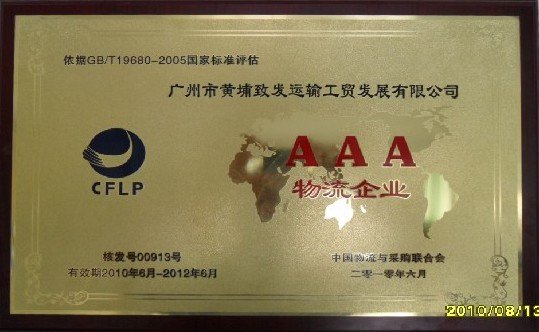 依据GB/T19680-2005国家标准评估
广州市黄埔致发运输工贸发展有限公司
AAA
物流企业
CFLP
核发号00913号
有效期2010年6月-2012年6月
中国物流与采购联合会
二零一零年六月
2010/08/13